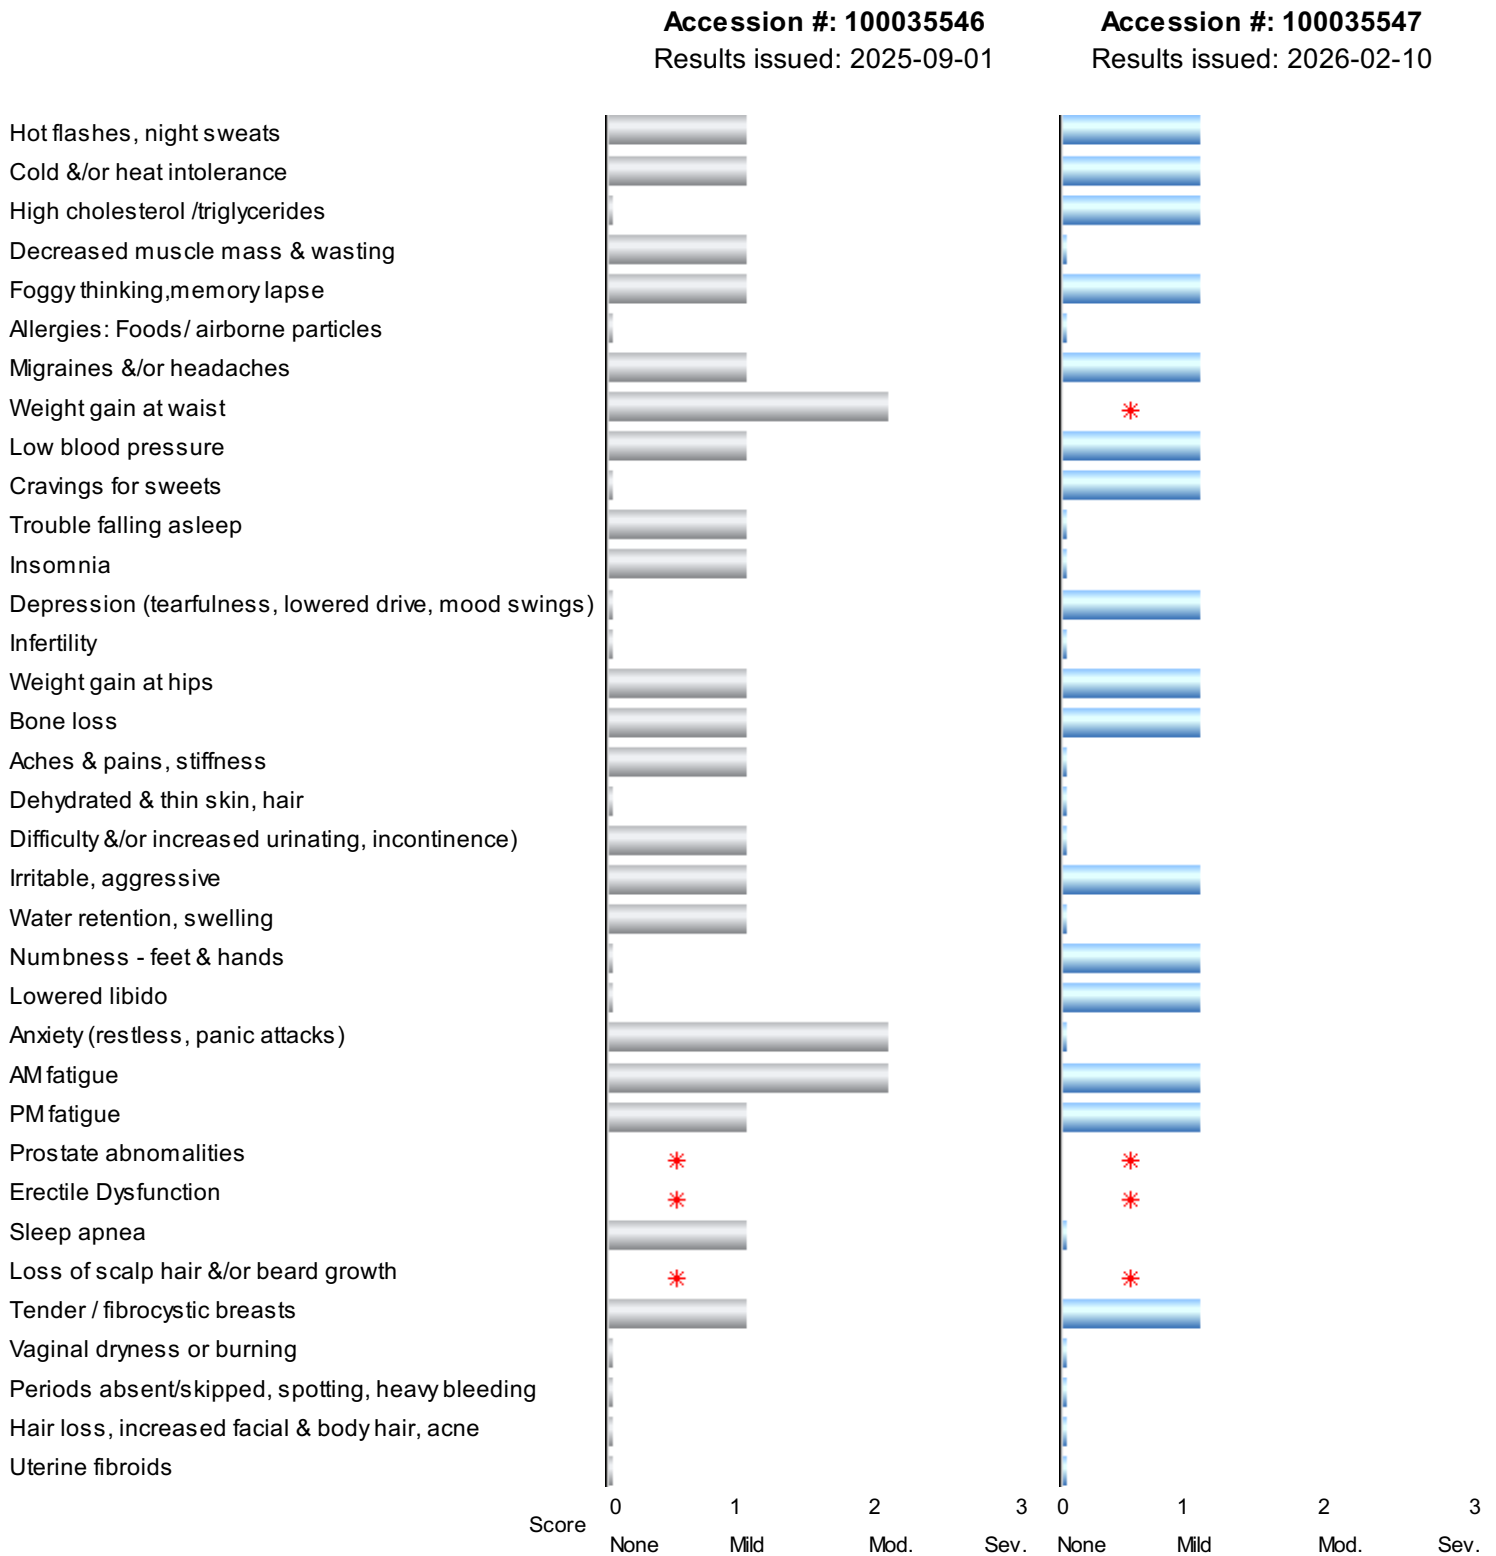 Accession #: 100035546 Accession #: 100035547
Results issued: 2025-09-01 Results issued: 2026-02-10
Hot flashes, night sweats
Cold &/or heat intolerance
High cholesterol /triglycerides
Decreased muscle mass & wasting
Foggy thinking,memory lapse
Allergies: Foods/ airborne particles
Migraines &/or headaches
Weight gain at waist
Low blood pressure
Cravings for sweets
Trouble falling asleep
Insomnia
Depression (tearfulness, lowered drive, mood swings)
Infertility
Weight gain at hips
Bone loss
Aches & pains, stiffness
Dehydrated & thin skin, hair
Difficulty &/or increased urinating, incontinence)
Irritable, aggressive
Water retention, swelling
Numbness - feet & hands
Lowered libido
Anxiety (restless, panic attacks)
AM fatigue
PM fatigue
Prostate abnomalities
Erectile Dysfunction
Sleep apnea
Loss of scalp hair &/or beard growth
Tender / fibrocystic breasts
Vaginal dryness or burning
Periods absent/skipped, spotting, heavy bleeding
Hair loss, increased facial & body hair, acne
Uterine fibroids
0 1 2 3 0 1 2 3
Score
None Mild Mod. Sev. None Mild Mod. Sev.